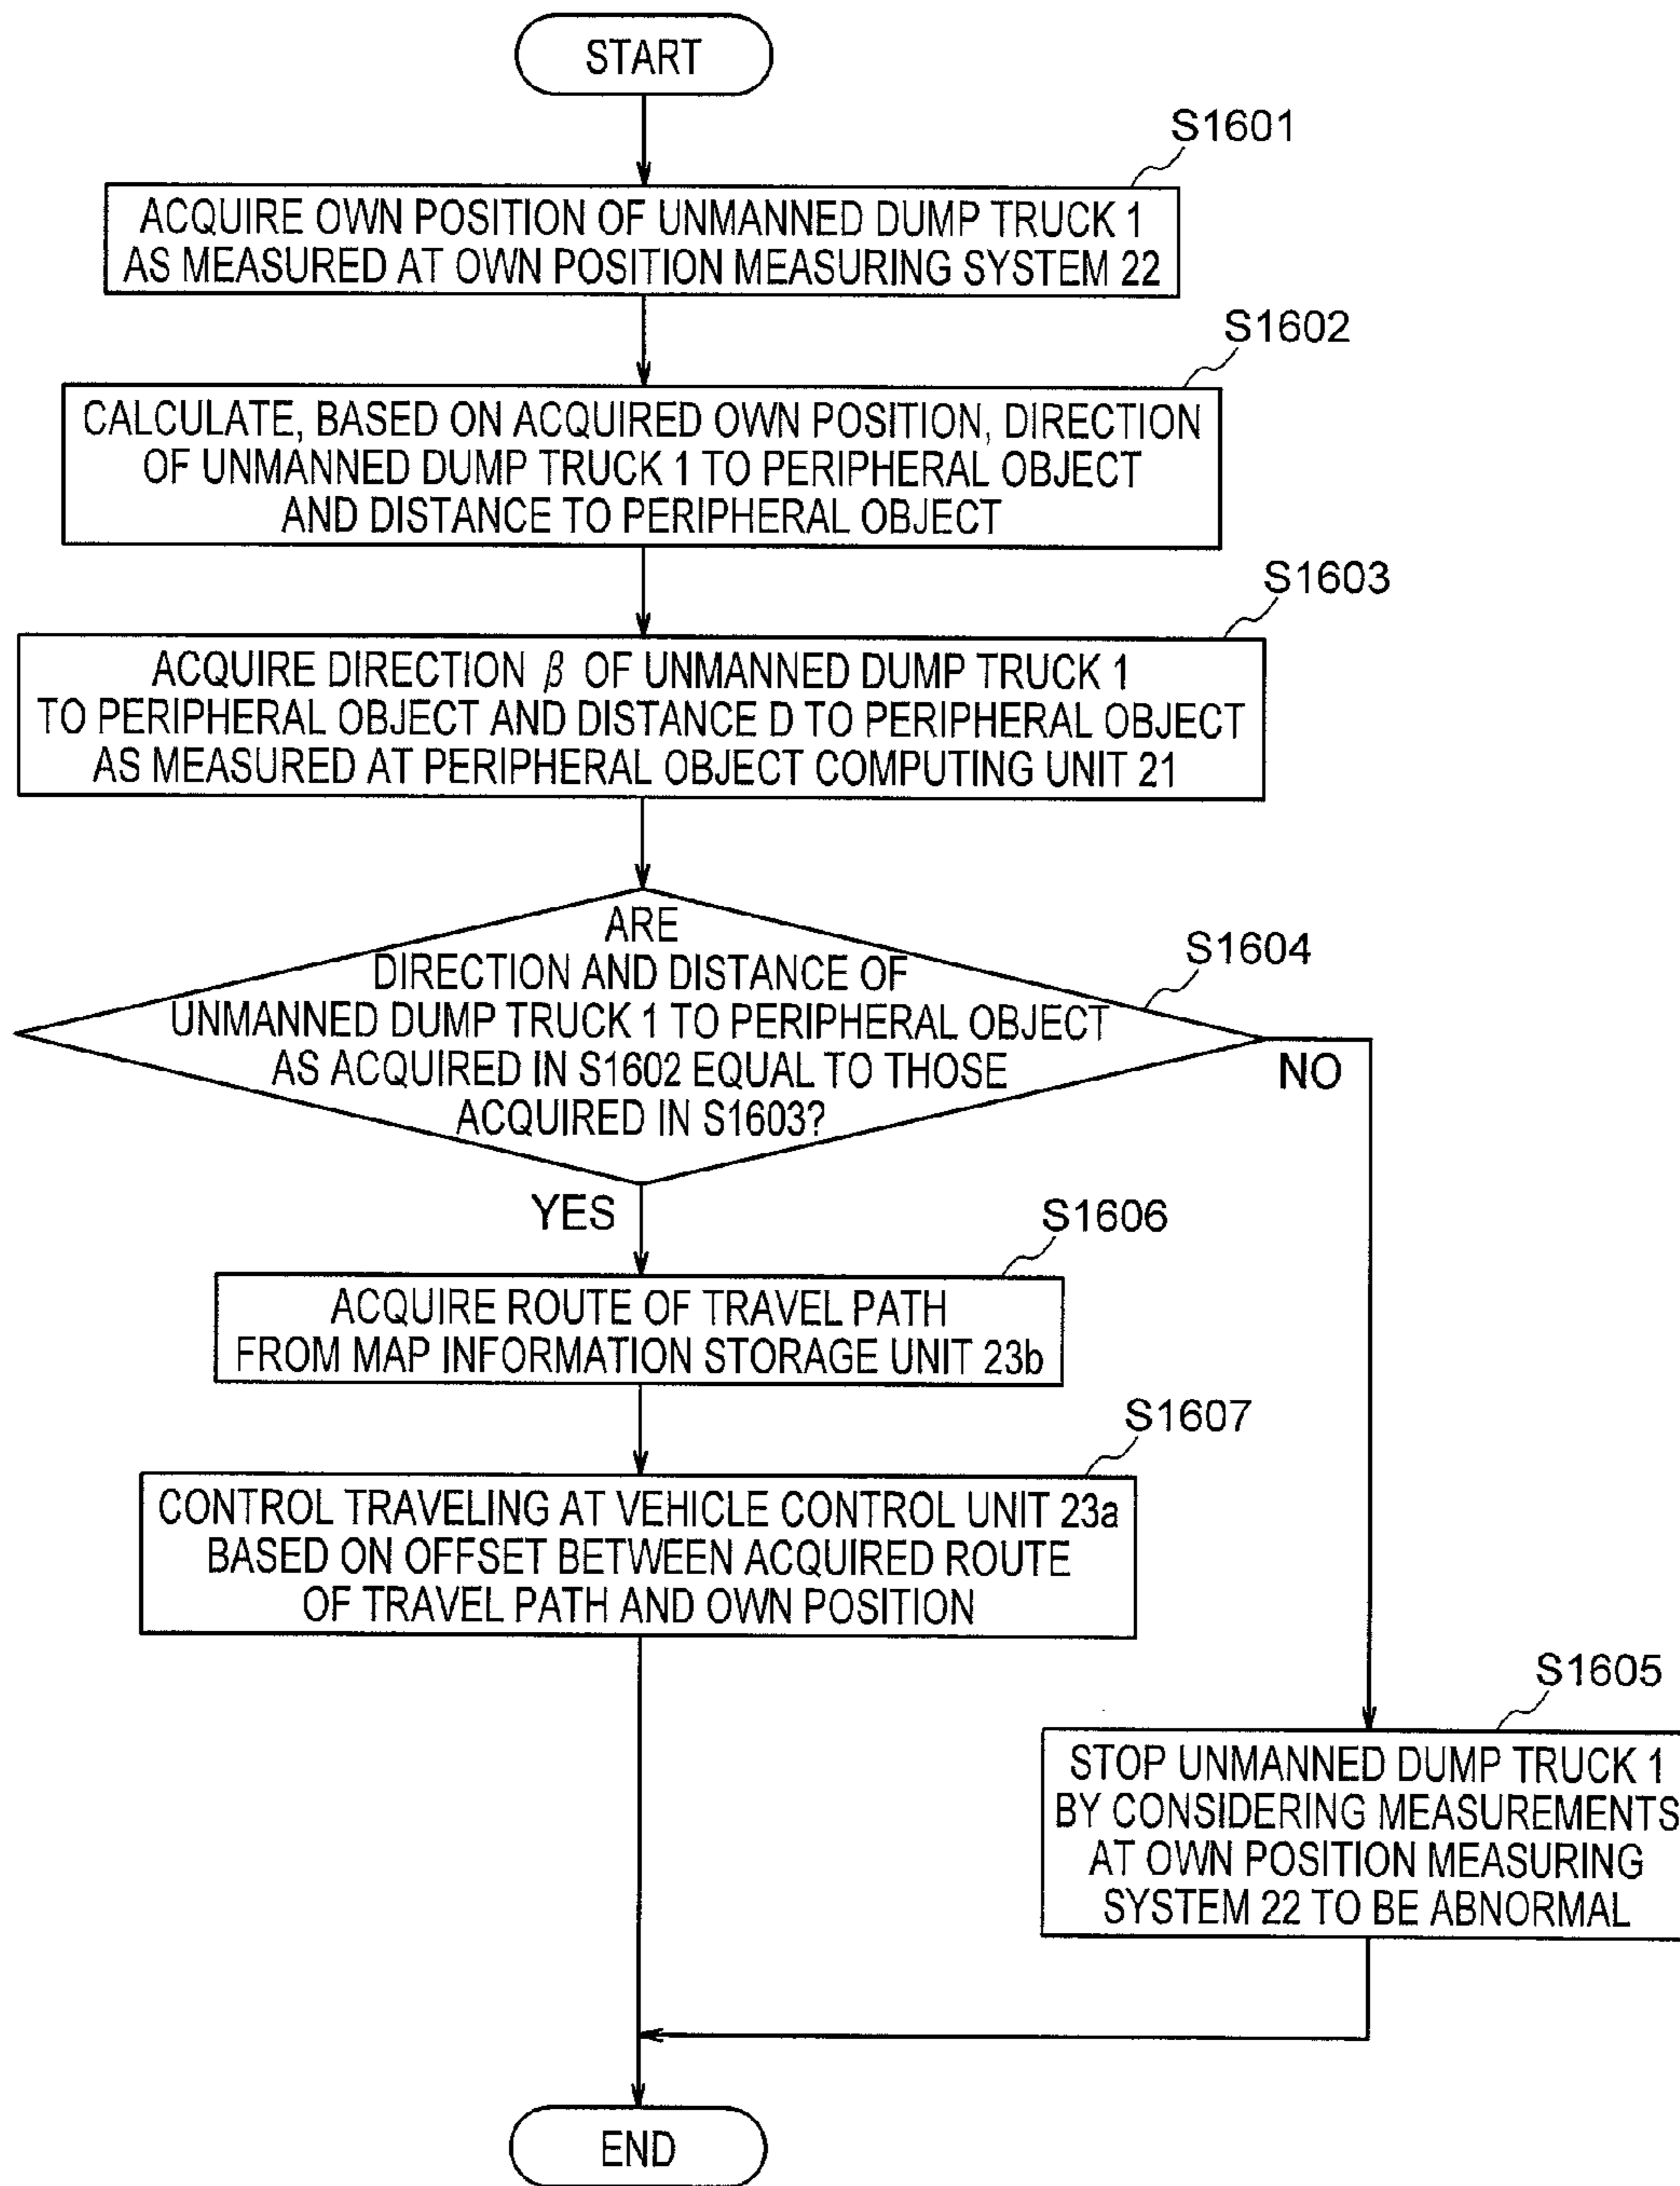 START
S1601
ACQUIRE OWN POSITION OF UNMANNED DUMP TRUCK 1
AS MEASURED AT OWN POSITION MEASURING SYSTEM 22
S1602
CALCULATE, BASED ON ACQUIRED OWN POSITION, DIRECTION
OF UNMANNED DUMP TRUCK 1 TO PERIPHERAL OBJECT
AND DISTANCE TO PERIPHERAL OBJECT
S1603
ACQUIRE DIRECTION β OF UNMANNED DUMP TRUCK 1
TO PERIPHERAL OBJECT AND DISTANCE D TO PERIPHERAL OBJECT
AS MEASURED AT PERIPHERAL OBJECT COMPUTING UNIT 21
S1604
ARE
DIRECTION AND DISTANCE OF
UNMANNED DUMP TRUCK 1 TO PERIPHERAL OBJECT
AS ACQUIRED IN S1602 EQUAL TO THOSE
ACQUIRED IN S1603?
NO
YES
S1606
ACQUIRE ROUTE OF TRAVEL PATH
FROM MAP INFORMATION STORAGE UNIT 23b
S1607
CONTROL TRAVELING AT VEHICLE CONTROL UNIT 23a
BASED ON OFFSET BETWEEN ACQUIRED ROUTE
OF TRAVEL PATH AND OWN POSITION
S1605
STOP UNMANNED DUMP TRUCK 1
BY CONSIDERING MEASUREMENTS
AT OWN POSITION MEASURING
SYSTEM 22 TO BE ABNORMAL
END